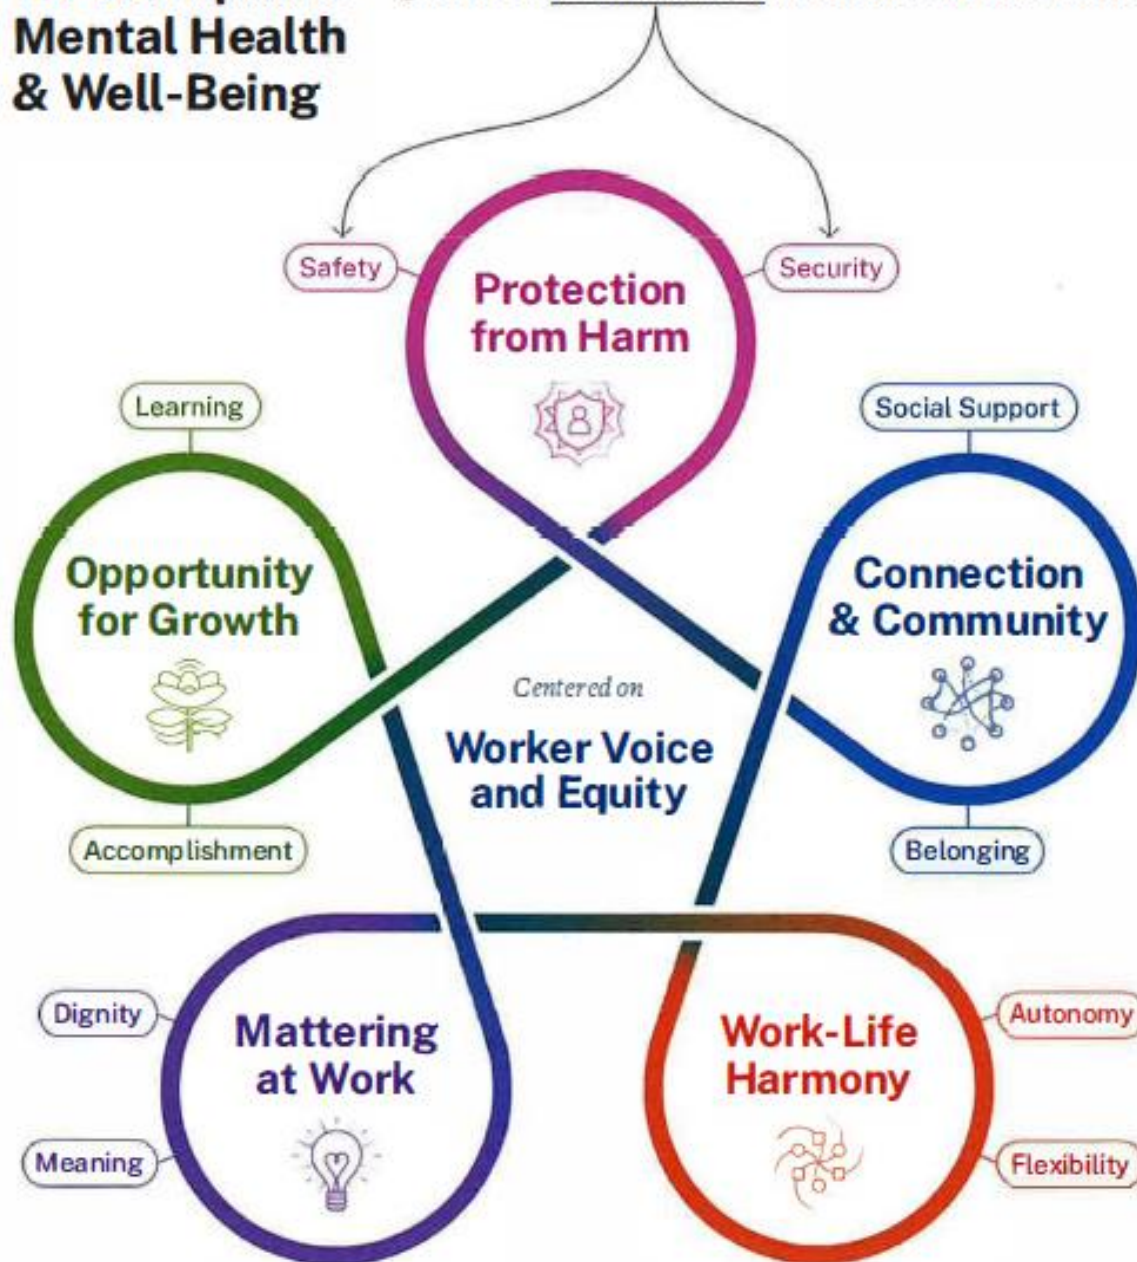 Mental Health
& Well-Being
Safety
Security
Protection
from Harm
Learning
Social Support
Opportunity
for Growth
Connection
& Community
Centered on
Worker Voice
and Equity
Accomplishment
Belonging
Dignity
Autonomy
Mattering
at Work
Work-Life
Harmony
Meaning
Flexibility